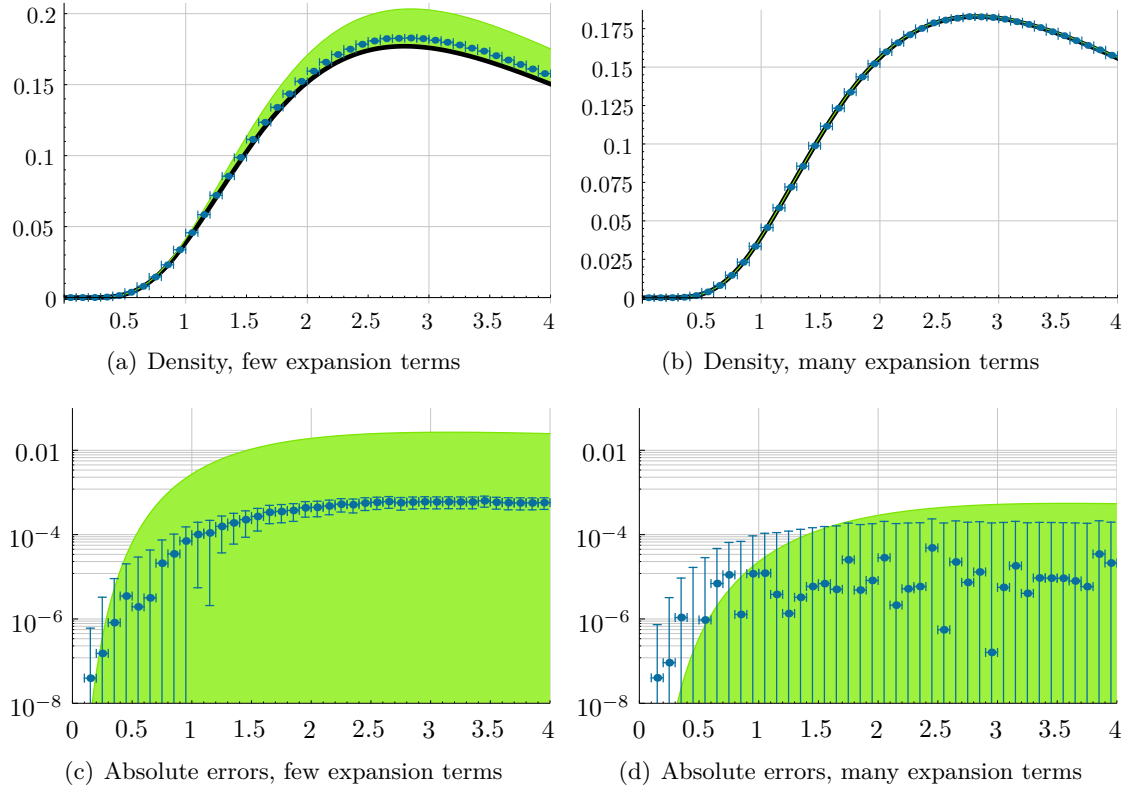 0.2
0.15
0.1
0.05
0
0.5 1 1.5 2 2.5 3 3.5 4
(a) Density, few expansion terms
0.175
0.15
0.125
0.1
0.075
0.05
0.025
0
0.5 1 1.5 2 2.5 3 3.5 4
(b) Density, many expansion terms
0.01
10⁻⁴
10⁻⁶
10⁻⁸
0 0.5 1 1.5 2 2.5 3 3.5 4
(c) Absolute errors, few expansion terms
0.01
10⁻⁴
10⁻⁶
10⁻⁸
0 0.5 1 1.5 2 2.5 3 3.5 4
(d) Absolute errors, many expansion terms